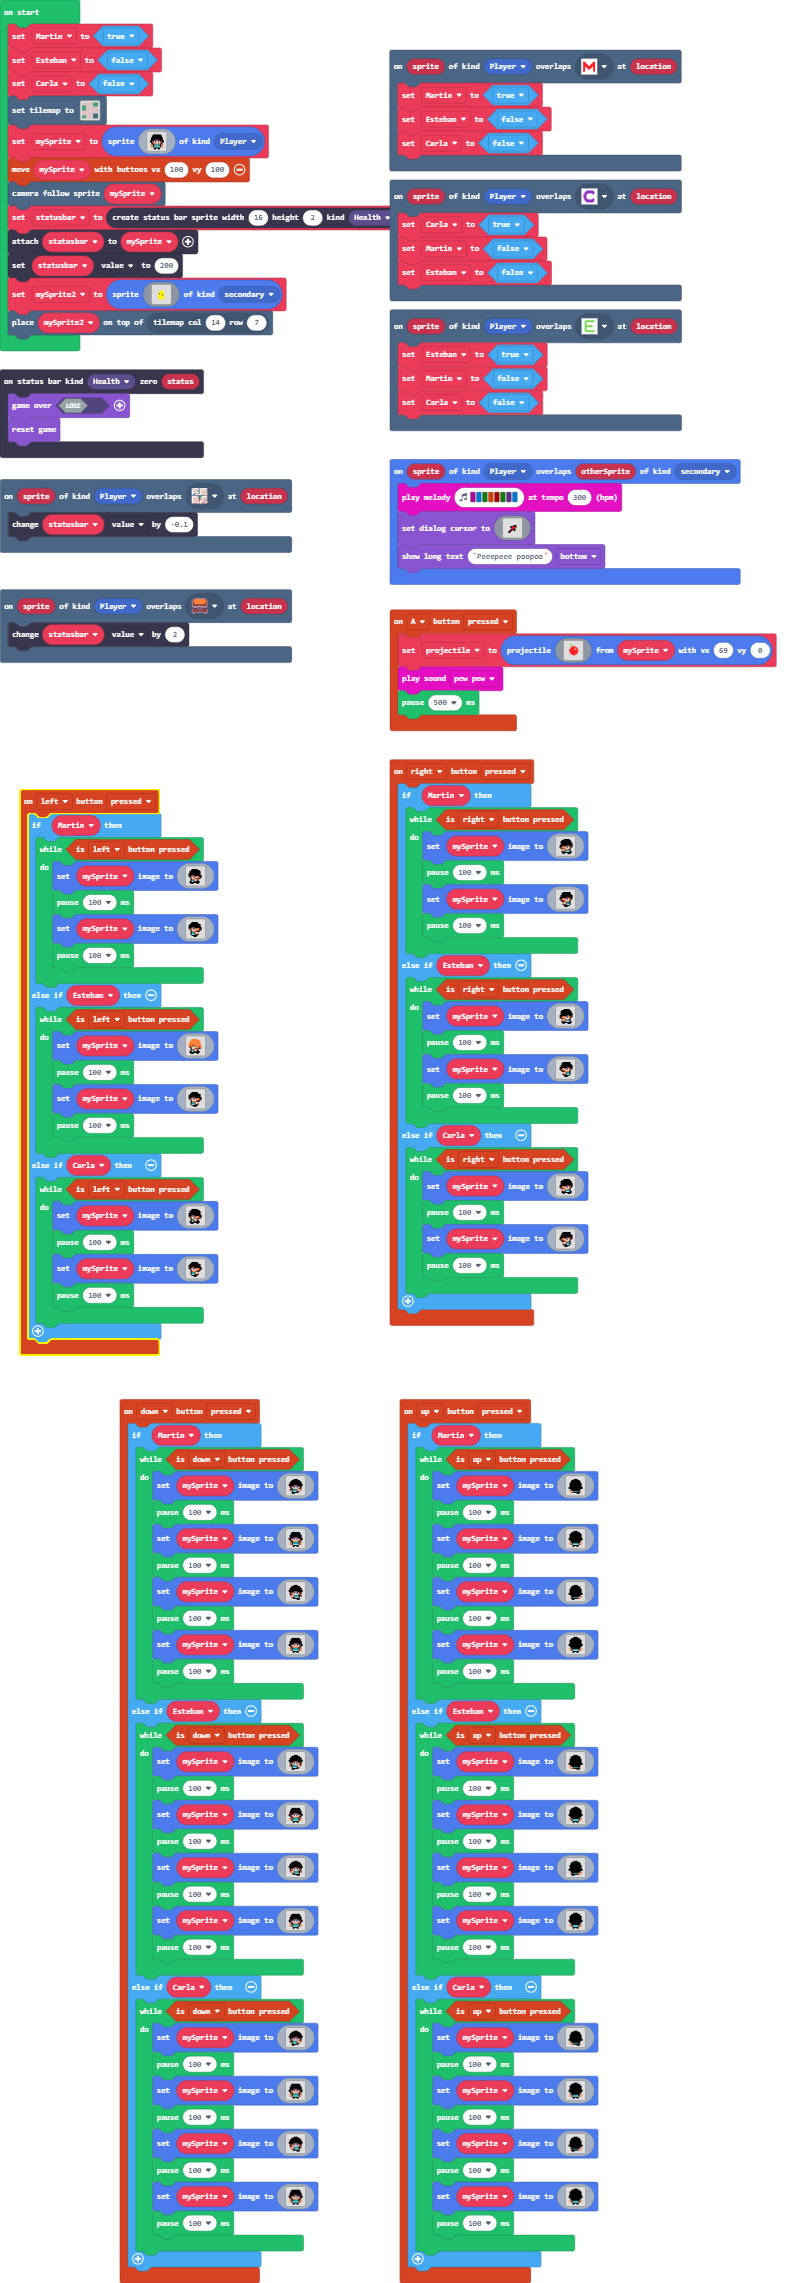 on start
set Martin to true
set Esteban to false
set Carla to false
set tilemap to
set mySprite to sprite of kind Player
move mySprite with buttons vx 100 vy 100
camera follow sprite mySprite
set statusbar to create status bar sprite width 16 height 2 kind Health
attach statusbar to mySprite
set statusbar value to 200
set mySprite2 to sprite of kind secondary
place mySprite2 on top of tilemap col 14 row 7
on status bar kind Health zero status
game over LOSE
reset game
on sprite of kind Player overlaps at location
change statusbar value by -0.1
on sprite of kind Player overlaps at location
change statusbar value by 2
on sprite of kind Player overlaps M at location
set Martin to true
set Esteban to false
set Carla to false
on sprite of kind Player overlaps C at location
set Carla to true
set Martin to false
set Esteban to false
on sprite of kind Player overlaps E at location
set Esteban to true
set Martin to false
set Carla to false
on sprite of kind Player overlaps otherSprite of kind secondary
play melody at tempo 300 (bpm)
set dialog cursor to
show long text "Peeepeee poopoo" bottom
on A button pressed
set projectile to projectile from mySprite with vx 69 vy 0
play sound pew pew
pause 500 ms
on left button pressed
if Martin then
while is left button pressed
do
set mySprite image to
pause 100 ms
set mySprite image to
pause 100 ms
else if Esteban then
while is left button pressed
do
set mySprite image to
pause 100 ms
set mySprite image to
pause 100 ms
else if Carla then
while is left button pressed
do
set mySprite image to
pause 100 ms
set mySprite image to
pause 100 ms
on right button pressed
if Martin then
while is right button pressed
do
set mySprite image to
pause 100 ms
set mySprite image to
pause 100 ms
else if Esteban then
while is right button pressed
do
set mySprite image to
pause 100 ms
set mySprite image to
pause 100 ms
else if Carla then
while is right button pressed
do
set mySprite image to
pause 100 ms
set mySprite image to
pause 100 ms
on down button pressed
if Martin then
while is down button pressed
do
set mySprite image to
pause 100 ms
set mySprite image to
pause 100 ms
set mySprite image to
pause 100 ms
set mySprite image to
pause 100 ms
else if Esteban then
while is down button pressed
do
set mySprite image to
pause 100 ms
set mySprite image to
pause 100 ms
set mySprite image to
pause 100 ms
set mySprite image to
pause 100 ms
else if Carla then
while is down button pressed
do
set mySprite image to
pause 100 ms
set mySprite image to
pause 100 ms
set mySprite image to
pause 100 ms
set mySprite image to
pause 100 ms
on up button pressed
if Martin then
while is up button pressed
do
set mySprite image to
pause 100 ms
set mySprite image to
pause 100 ms
set mySprite image to
pause 100 ms
set mySprite image to
pause 100 ms
else if Esteban then
while is up button pressed
do
set mySprite image to
pause 100 ms
set mySprite image to
pause 100 ms
set mySprite image to
pause 100 ms
set mySprite image to
pause 100 ms
else if Carla then
while is up button pressed
do
set mySprite image to
pause 100 ms
set mySprite image to
pause 100 ms
set mySprite image to
pause 100 ms
set mySprite image to
pause 100 ms